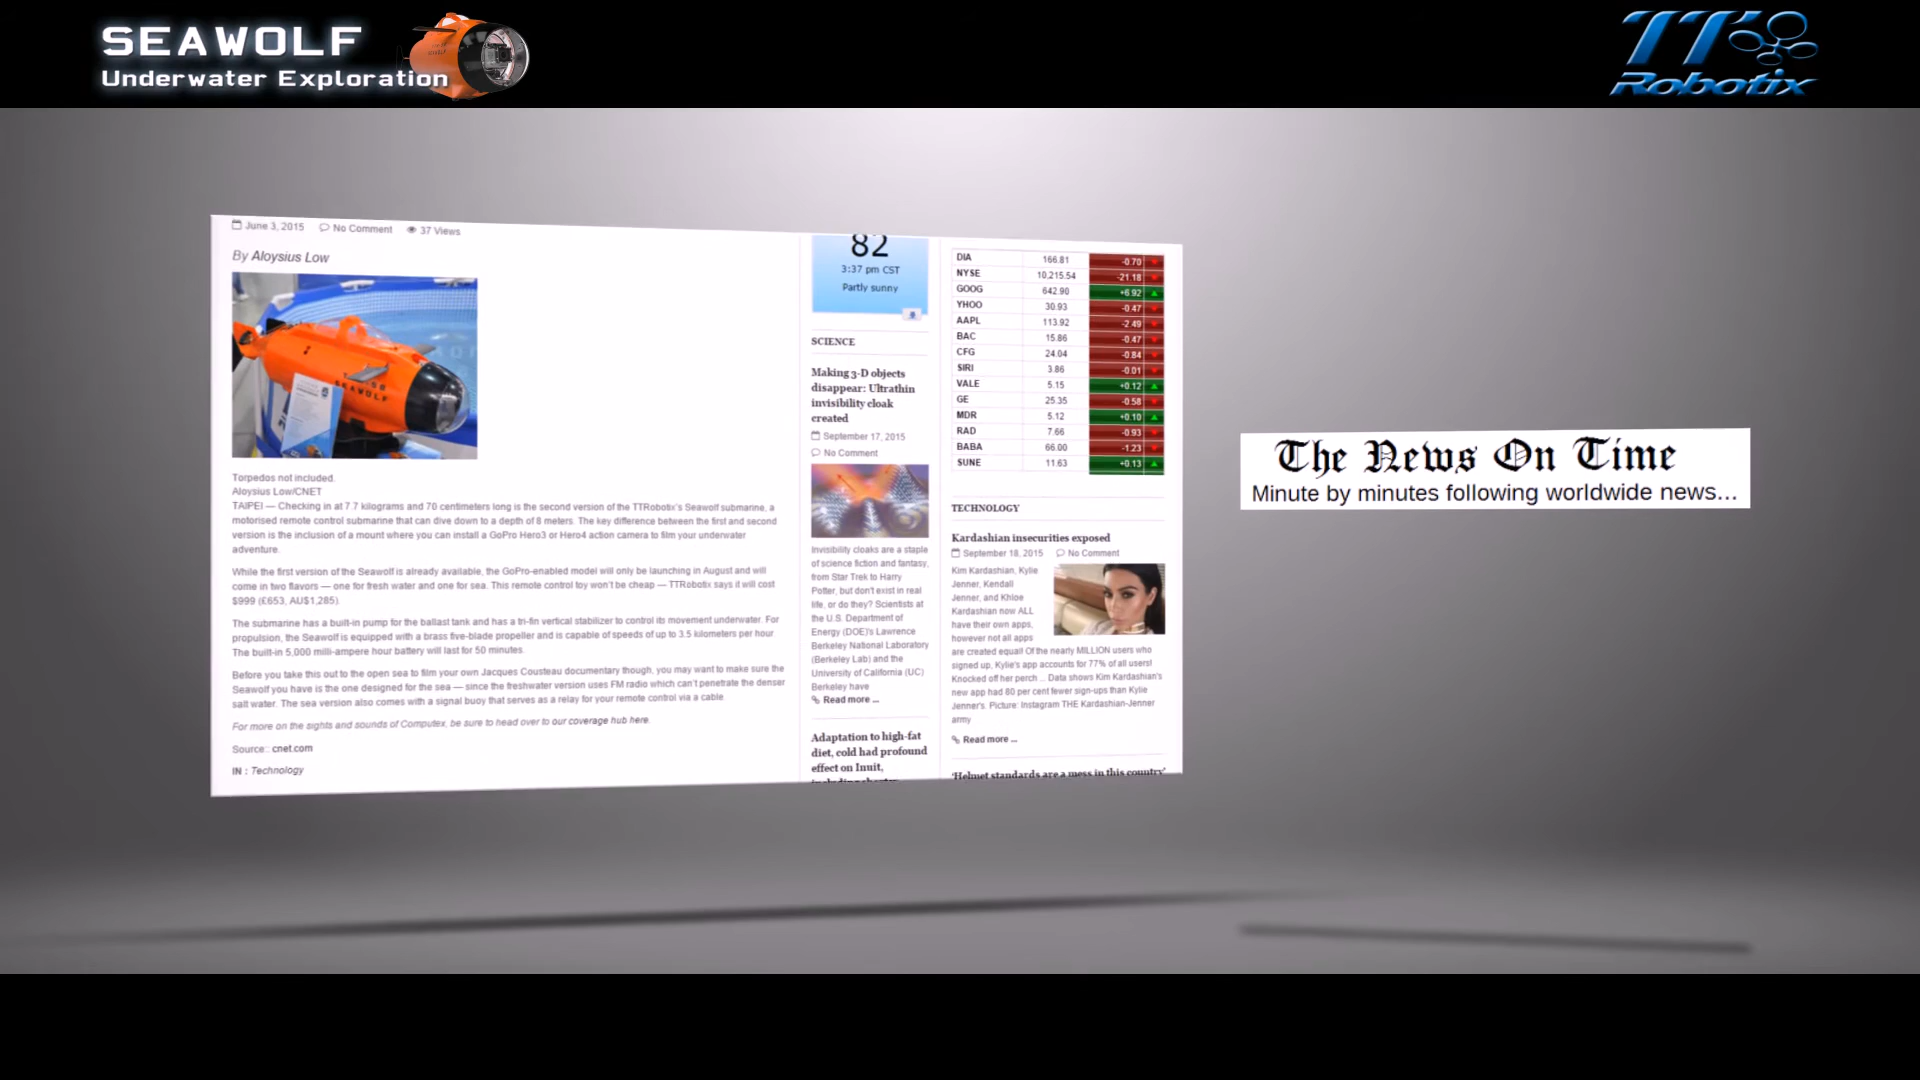 SEAWOLF
Underwater Exploration
TT Robotix
June 3, 2015 No Comment 37 Views
By Aloysius Low
SEAWOLF
Torpedos not included.
Aloysius Low/CNET
TAIPEI — Checking in at 7.7 kilograms and 70 centimeters long is the second version of the TTRobotix's Seawolf submarine, a
motorised remote control submarine that can dive down to a depth of 8 meters. The key difference between the first and second
version is the inclusion of a mount where you can install a GoPro Hero3 or Hero4 action camera to film your underwater
adventure.
While the first version of the Seawolf is already available, the GoPro-enabled model will only be launching in August and will
come in two flavors — one for fresh water and one for sea. This remote control toy won't be cheap — TTRobotix says it will cost
$999 (£653, AU$1,285).
The submarine has a built-in pump for the ballast tank and has a tri-fin vertical stabilizer to control its movement underwater. For
propulsion, the Seawolf is equipped with a brass five-blade propeller and is capable of speeds of up to 3.5 kilometers per hour
The built-in 5,000 milli-ampere hour battery will last for 50 minutes.
Before you take this out to the open sea to film your own Jacques Cousteau documentary though, you may want to make sure the
Seawolf you have is the one designed for the sea — since the freshwater version uses FM radio which can't penetrate the denser
salt water. The sea version also comes with a signal buoy that serves as a relay for your remote control via a cable.
For more on the sights and sounds of Computex, be sure to head over to our coverage hub here.
Source:: cnet.com
IN : Technology
82
3:37 pm CST
Partly sunny
SCIENCE
Making 3-D objects
disappear: Ultrathin
invisibility cloak
created
September 17, 2015
No Comment
Invisibility cloaks are a staple
of science fiction and fantasy,
from Star Trek to Harry
Potter, but don't exist in real
life, or do they? Scientists at
the U.S. Department of
Energy (DOE)'s Lawrence
Berkeley National Laboratory
(Berkeley Lab) and the
University of California (UC)
Berkeley have
Read more ...
Adaptation to high-fat
diet, cold had profound
effect on Inuit,
including shorter
DIA 166.81 -0.70
NYSE 10,215.54 -21.18
GOOG 642.90 +6.92
YHOO 30.93 -0.47
AAPL 113.92 -2.49
BAC 15.86 -0.47
CFG 24.04 -0.84
SIRI 3.86 -0.01
VALE 5.15 +0.12
GE 25.35 -0.58
MDR 5.12 +0.10
RAD 7.66 -0.93
BABA 66.00 -1.23
SUNE 11.63 +0.13
TECHNOLOGY
Kardashian insecurities exposed
September 18, 2015 No Comment
Kim Kardashian, Kylie
Jenner, Kendall
Jenner, and Khloe
Kardashian now ALL
have their own apps,
however not all apps
are created equal! Of the nearly MILLION users who
signed up, Kylie's app accounts for 77% of all users!
Knocked off her perch ... Data shows Kim Kardashian's
new app had 80 per cent fewer sign-ups than Kylie
Jenner's. Picture: Instagram THE Kardashian-Jenner
army
Read more ...
'Helmet standards are a mess in this country'
The News On Time
Minute by minutes following worldwide news...